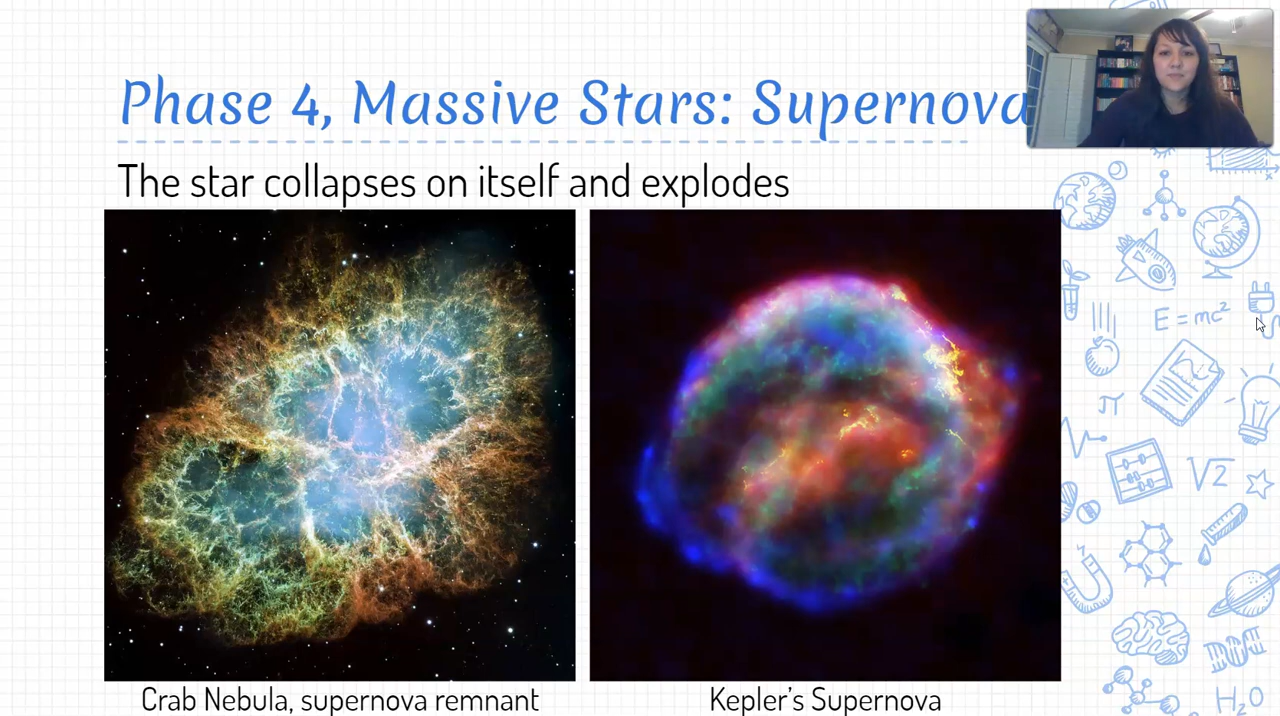 Phase 4, Massive Stars: Supernova
The star collapses on itself and explodes
E = mc²
π
√2
Crab Nebula, supernova remnant
Kepler's Supernova
H₂O